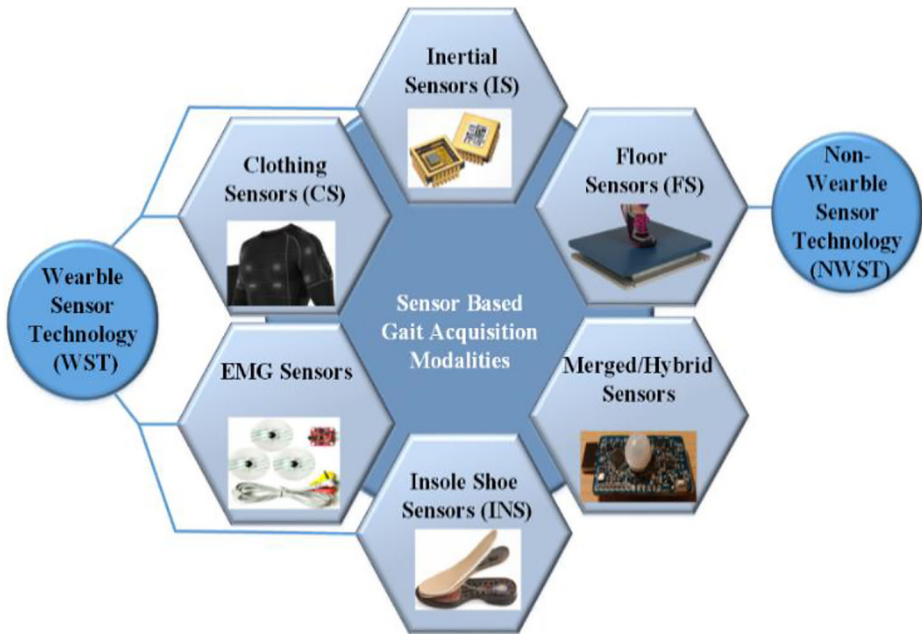 Inertial
Sensors (IS)
Clothing
Sensors (CS)
Floor
Sensors (FS)
Non-
Wearable
Sensor
Technology
(NWST)
Wearble
Sensor
Technology
(WST)
Sensor Based
Gait Acquisition
Modalities
EMG Sensors
Merged/Hybrid
Sensors
Insole Shoe
Sensors (INS)